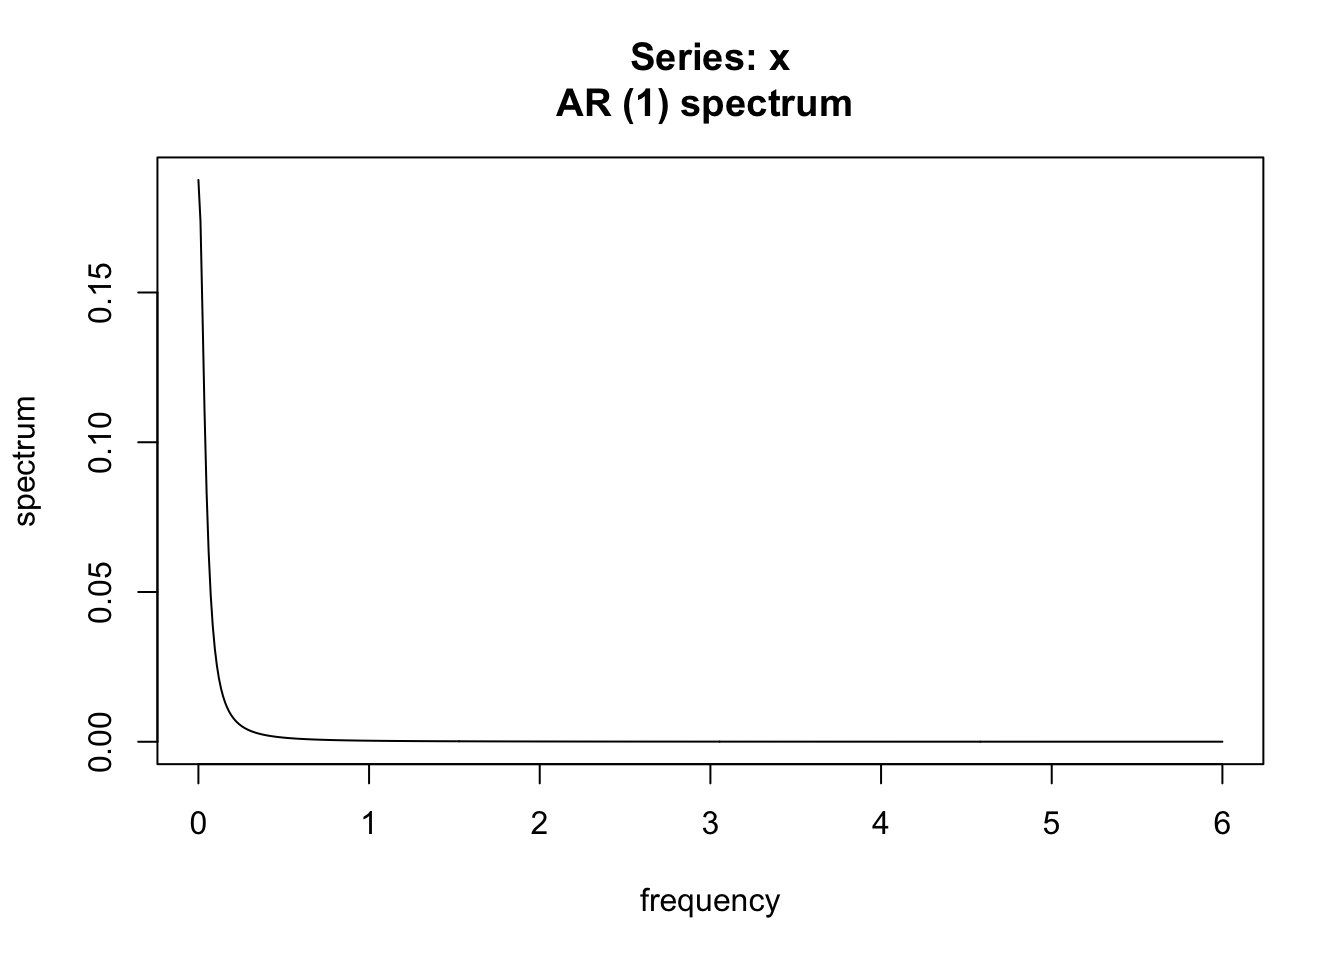 Series: x
AR (1) spectrum
spectrum
0.15
0.10
0.05
0.00
0 1 2 3 4 5 6
frequency